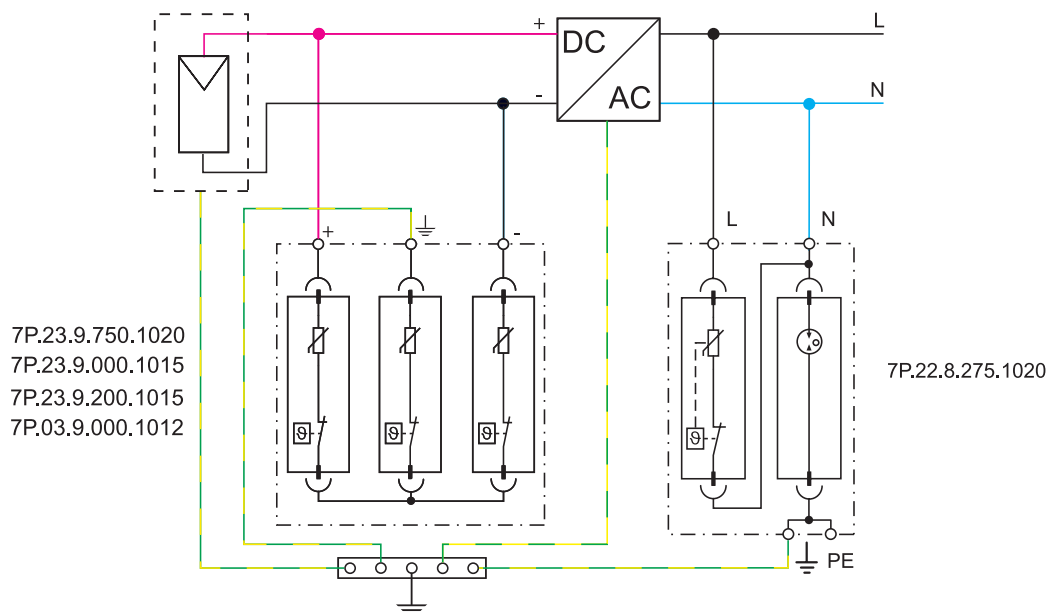 + DC L
- AC N
+ - L N
ϑ ϑ ϑ ϑ
7P.23.9.750.1020
7P.23.9.000.1015
7P.23.9.200.1015
7P.03.9.000.1012
7P.22.8.275.1020
PE